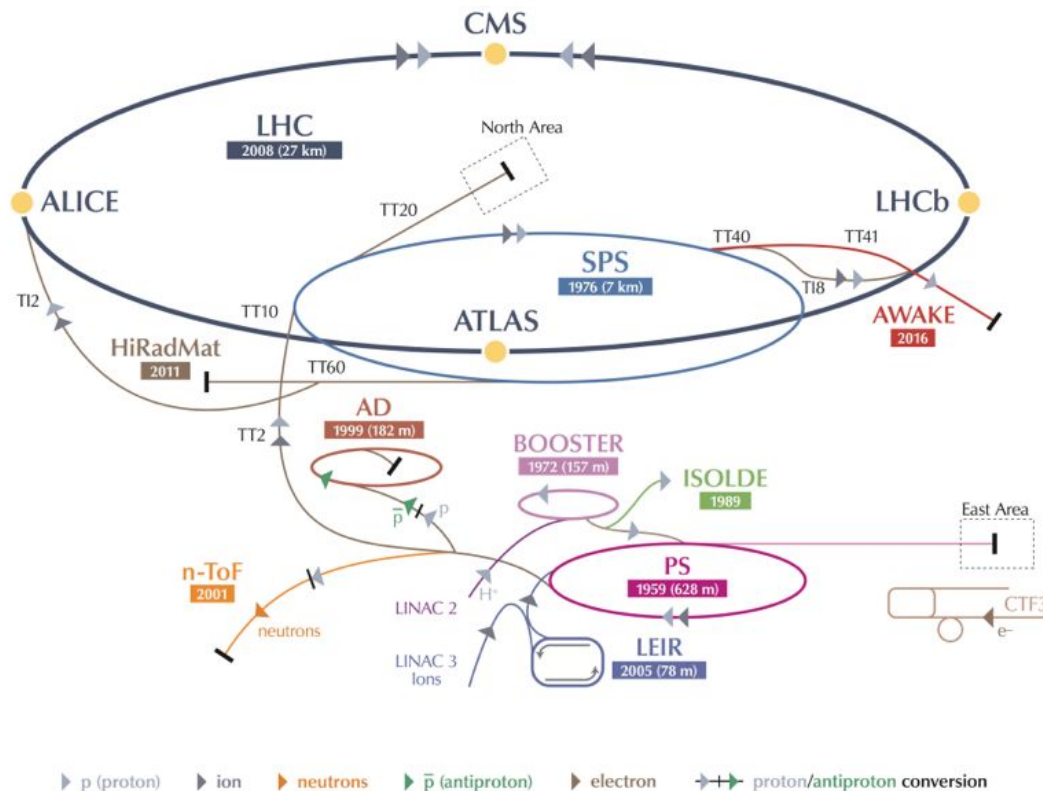 CMS
LHC
2008 (27 km)
North Area
ALICE
TT20
LHCb
TT40
TT41
SPS
1976 (7 km)
TI2
TT10
TI8
ATLAS
AWAKE
2016
HiRadMat
2011
TT60
AD
1999 (182 m)
TT2
BOOSTER
1972 (157 m)
ISOLDE
1989
p̅
p
East Area
n-ToF
2001
PS
1959 (628 m)
H⁺
LINAC 2
neutrons
CTF3
e–
LINAC 3
Ions
LEIR
2005 (78 m)
p (proton)
ion
neutrons
p̅ (antiproton)
electron
proton/antiproton conversion